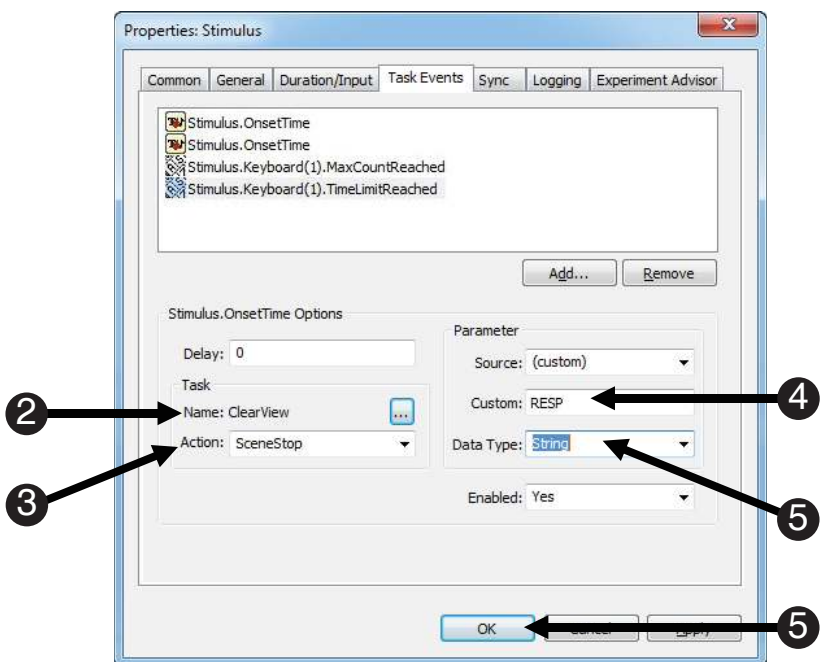 Properties: Stimulus
Common General Duration/Input Task Events Sync Logging Experiment Advisor
Stimulus.OnsetTime
Stimulus.OnsetTime
Stimulus.Keyboard(1).MaxCountReached
Stimulus.Keyboard(1).TimeLimitReached
Add... Remove
Stimulus.OnsetTime Options
Delay: 0
Task
2 Name: ClearView ...
3 Action: SceneStop
Parameter
Source: (custom)
Custom: RESP 4
Data Type: String 5
Enabled: Yes
OK 5